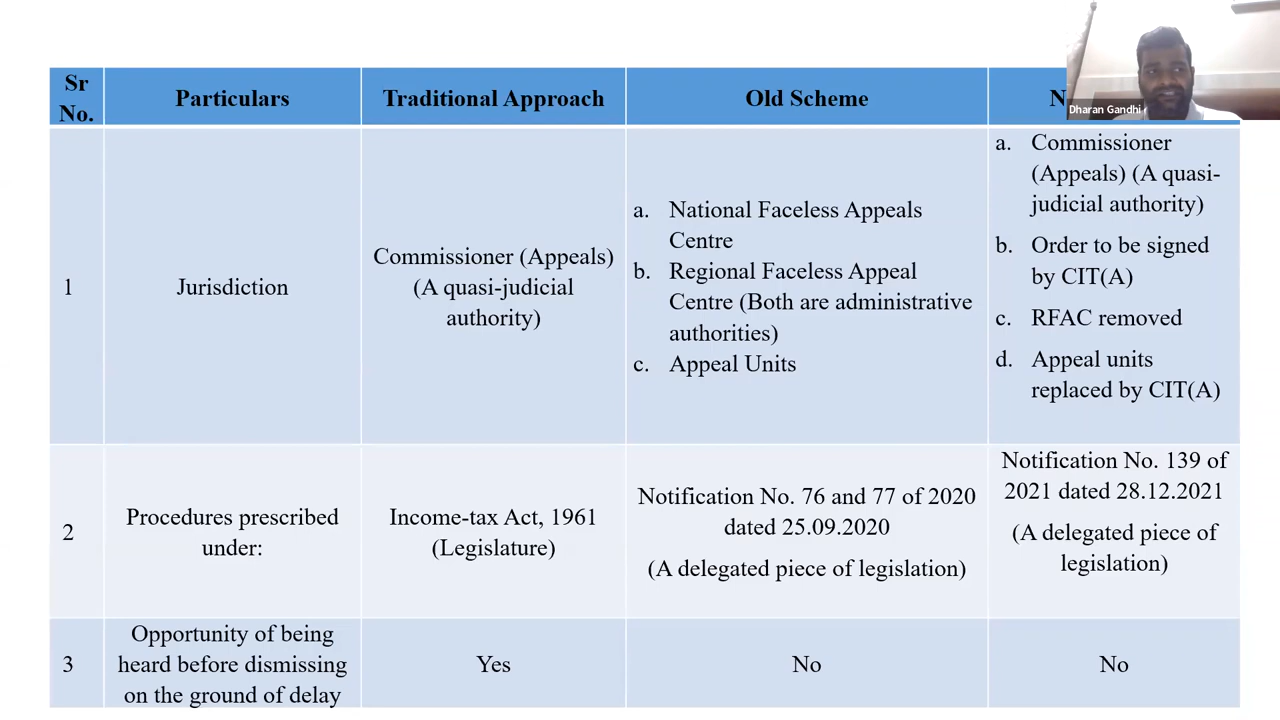 Sr
No.
Particulars
Traditional Approach
Old Scheme
N
Dharan Gandhi
1
Jurisdiction
Commissioner (Appeals)
(A quasi-judicial
authority)
a. National Faceless Appeals
Centre
b. Regional Faceless Appeal
Centre (Both are administrative
authorities)
c. Appeal Units
a. Commissioner
(Appeals) (A quasi-
judicial authority)
b. Order to be signed
by CIT(A)
c. RFAC removed
d. Appeal units
replaced by CIT(A)
2
Procedures prescribed
under:
Income-tax Act, 1961
(Legislature)
Notification No. 76 and 77 of 2020
dated 25.09.2020
(A delegated piece of legislation)
Notification No. 139 of
2021 dated 28.12.2021
(A delegated piece of
legislation)
3
Opportunity of being
heard before dismissing
on the ground of delay
Yes
No
No